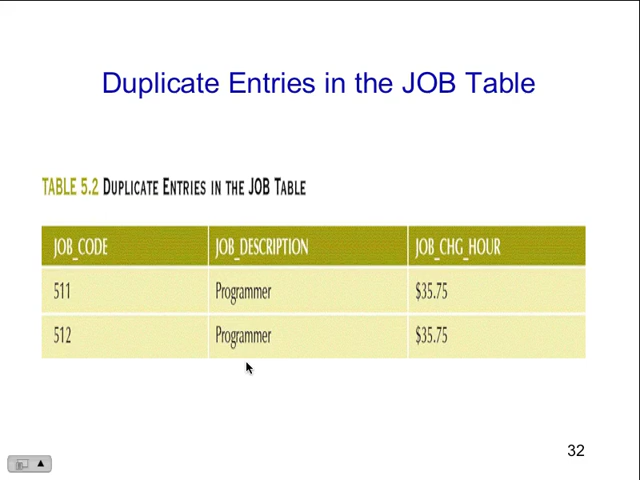 Duplicate Entries in the JOB Table
TABLE 5.2 DUPLICATE ENTRIES IN THE JOB TABLE
JOB_CODE JOB_DESCRIPTION JOB_CHG_HOUR
511 Programmer $35.75
512 Programmer $35.75
32